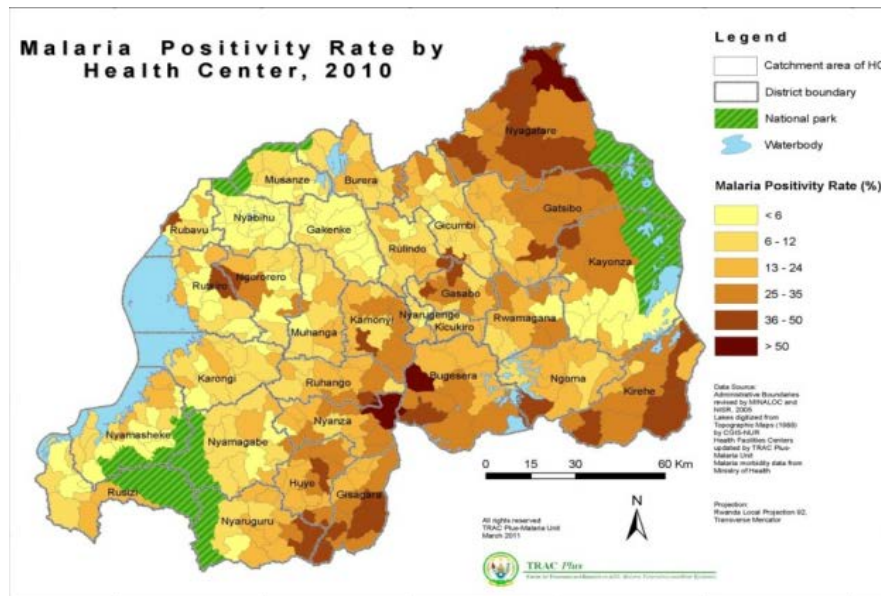 Malaria Positivity Rate by
Health Center, 2010
Legend
Catchment area of HC
District boundary
National park
Waterbody
Malaria Positivity Rate (%)
< 6
6 - 12
13 - 24
25 - 35
36 - 50
> 50
Nyagatare
Musanze
Burera
Gatsibo
Rubavu
Nyabihu
Gakenke
Gicumbi
Rulindo
Kayonza
Rutsiro
Ngororero
Gasabo
Kamonyi
Nyarugenge
Kicukiro
Rwamagana
Muhanga
Karongi
Ruhango
Bugesera
Ngoma
Kirehe
Nyamasheke
Nyanza
Nyamagabe
Rusizi
Huye
Gisagara
Nyaruguru
Data Source:
Administrative Boundaries
revised by MINALOC and
NISR, 2006
Lakes digitized from
Topographic Maps (1988)
by CGIS-NUR
Health Facilities Centers
updated by TRAC Plus-
Malaria Unit
Malaria morbidity data from
Ministry of Health
0 15 30 60 Km
N
Projection:
Rwanda Local Projection 92,
Transverse Mercator
All rights reserved
TRAC Plus-Malaria Unit
March 2011
TRAC Plus